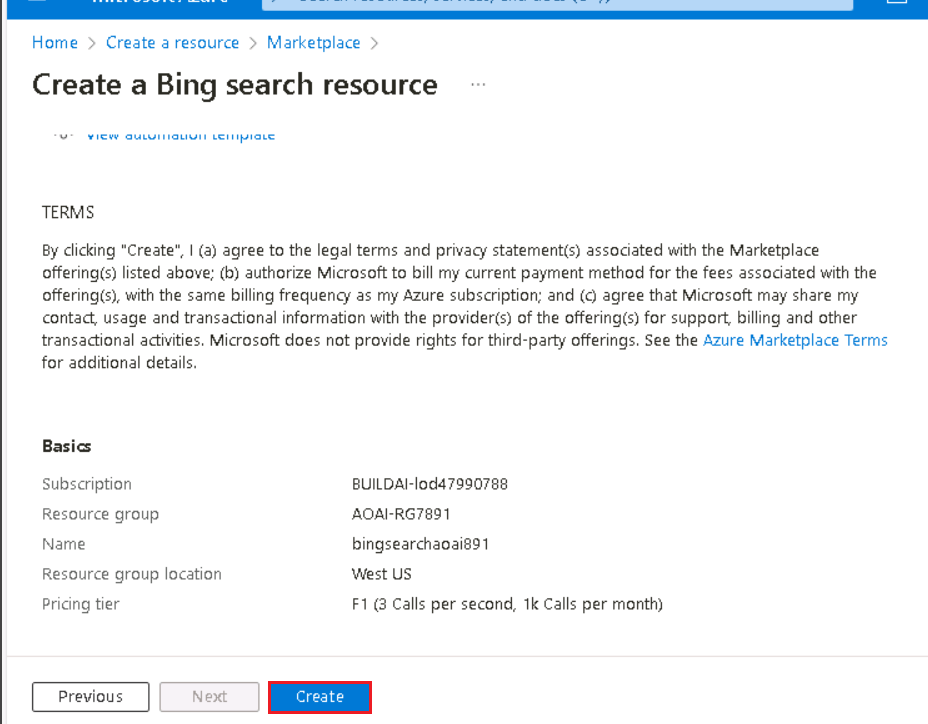 Microsoft Azure
Home > Create a resource > Marketplace >
Create a Bing search resource ...
View automation template
TERMS
By clicking "Create", I (a) agree to the legal terms and privacy statement(s) associated with the Marketplace
offering(s) listed above; (b) authorize Microsoft to bill my current payment method for the fees associated with the
offering(s), with the same billing frequency as my Azure subscription; and (c) agree that Microsoft may share my
contact, usage and transactional information with the provider(s) of the offering(s) for support, billing and other
transactional activities. Microsoft does not provide rights for third-party offerings. See the Azure Marketplace Terms
for additional details.
Basics
Subscription BUILDAI-lod47990788
Resource group AOAI-RG7891
Name bingsearchaoai891
Resource group location West US
Pricing tier F1 (3 Calls per second, 1k Calls per month)
Previous Next Create